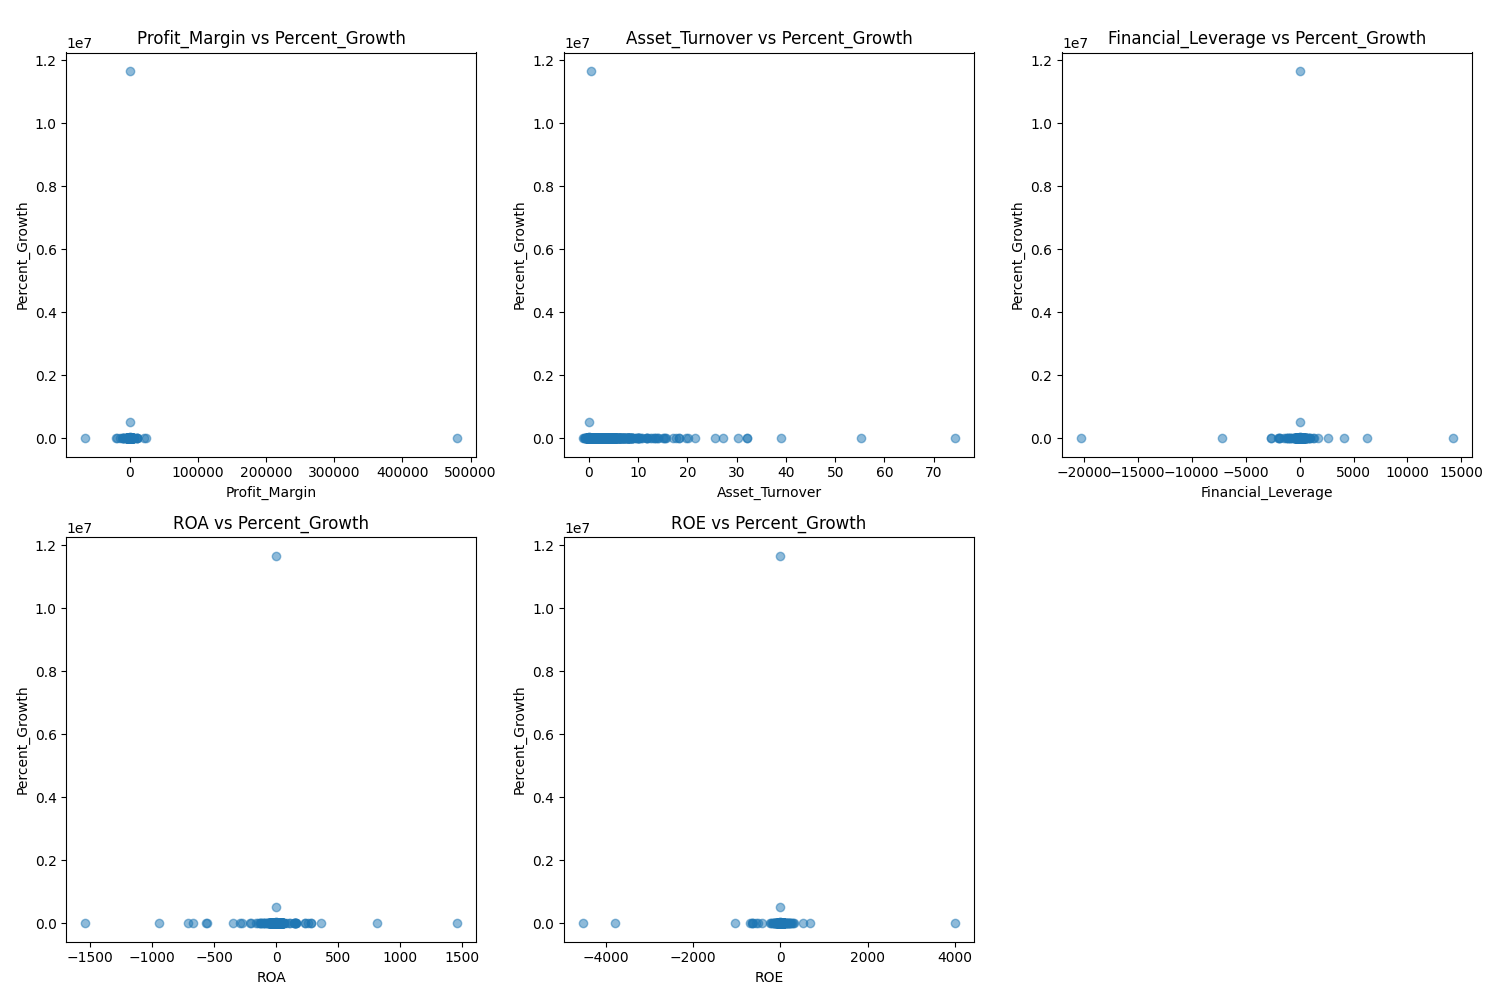 Profit_Margin vs Percent_Growth
1e7
1.2
1.0
0.8
0.6
0.4
0.2
0.0
Percent_Growth
0 100000 200000 300000 400000 500000
Profit_Margin
Asset_Turnover vs Percent_Growth
1e7
1.2
1.0
0.8
0.6
0.4
0.2
0.0
Percent_Growth
0 10 20 30 40 50 60 70
Asset_Turnover
Financial_Leverage vs Percent_Growth
1e7
1.2
1.0
0.8
0.6
0.4
0.2
0.0
Percent_Growth
−20000 −15000 −10000 −5000 0 5000 10000 15000
Financial_Leverage
ROA vs Percent_Growth
1e7
1.2
1.0
0.8
0.6
0.4
0.2
0.0
Percent_Growth
−1500 −1000 −500 0 500 1000 1500
ROA
ROE vs Percent_Growth
1e7
1.2
1.0
0.8
0.6
0.4
0.2
0.0
Percent_Growth
−4000 −2000 0 2000 4000
ROE